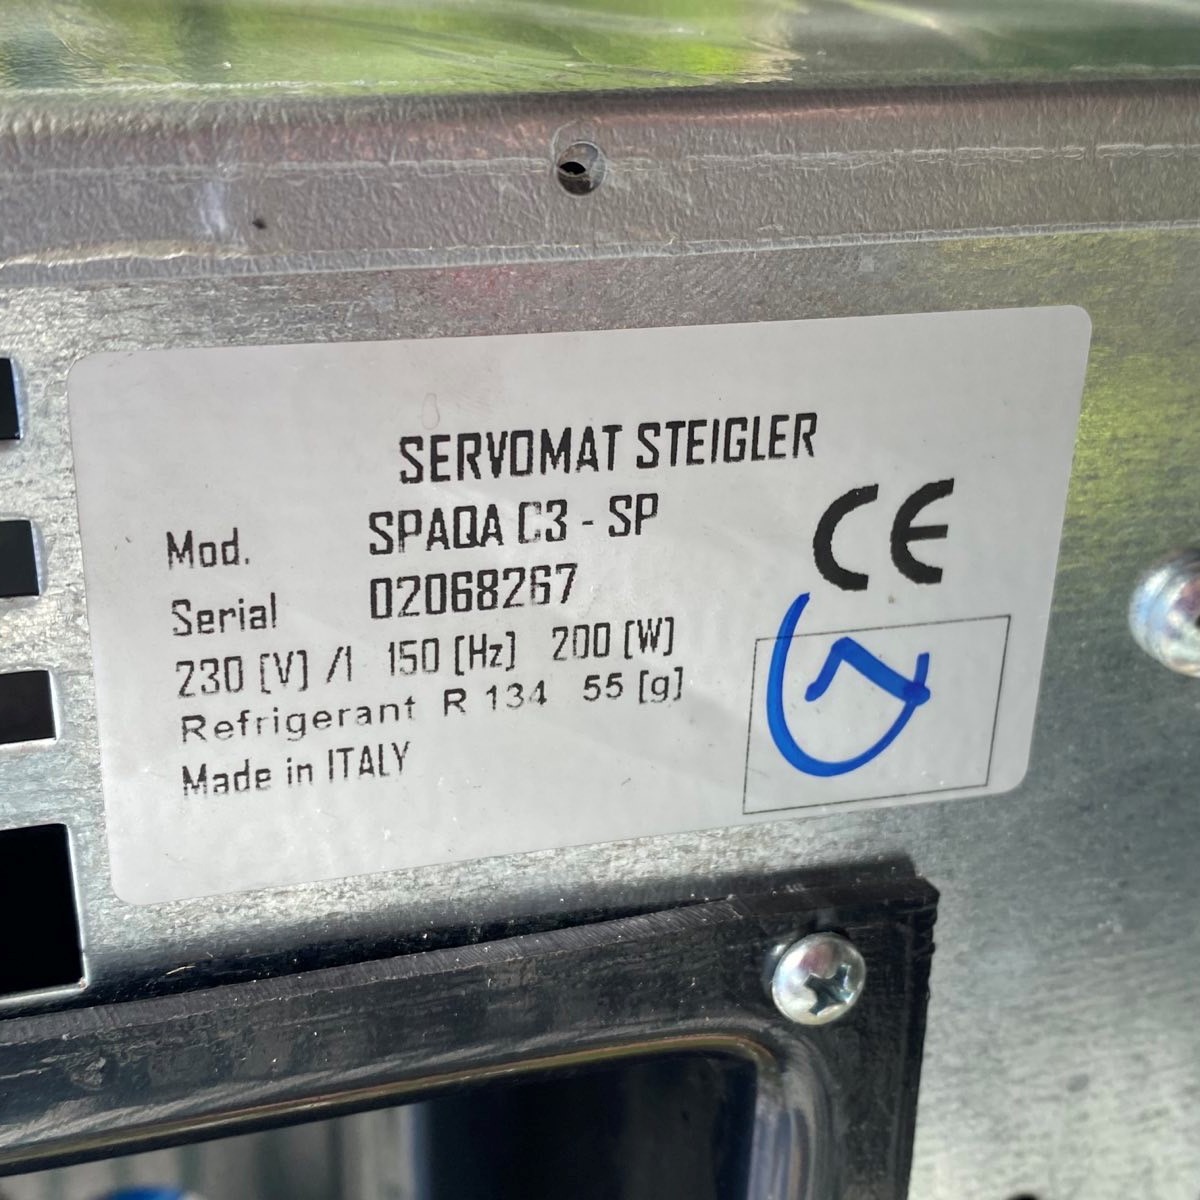 SERVOMAT STEIGLER
Mod. SPAQA C3 - SP
Serial 02068267
230 [V] /1 150 [Hz] 200 [W]
Refrigerant R 134 55 [g]
Made in ITALY
CE